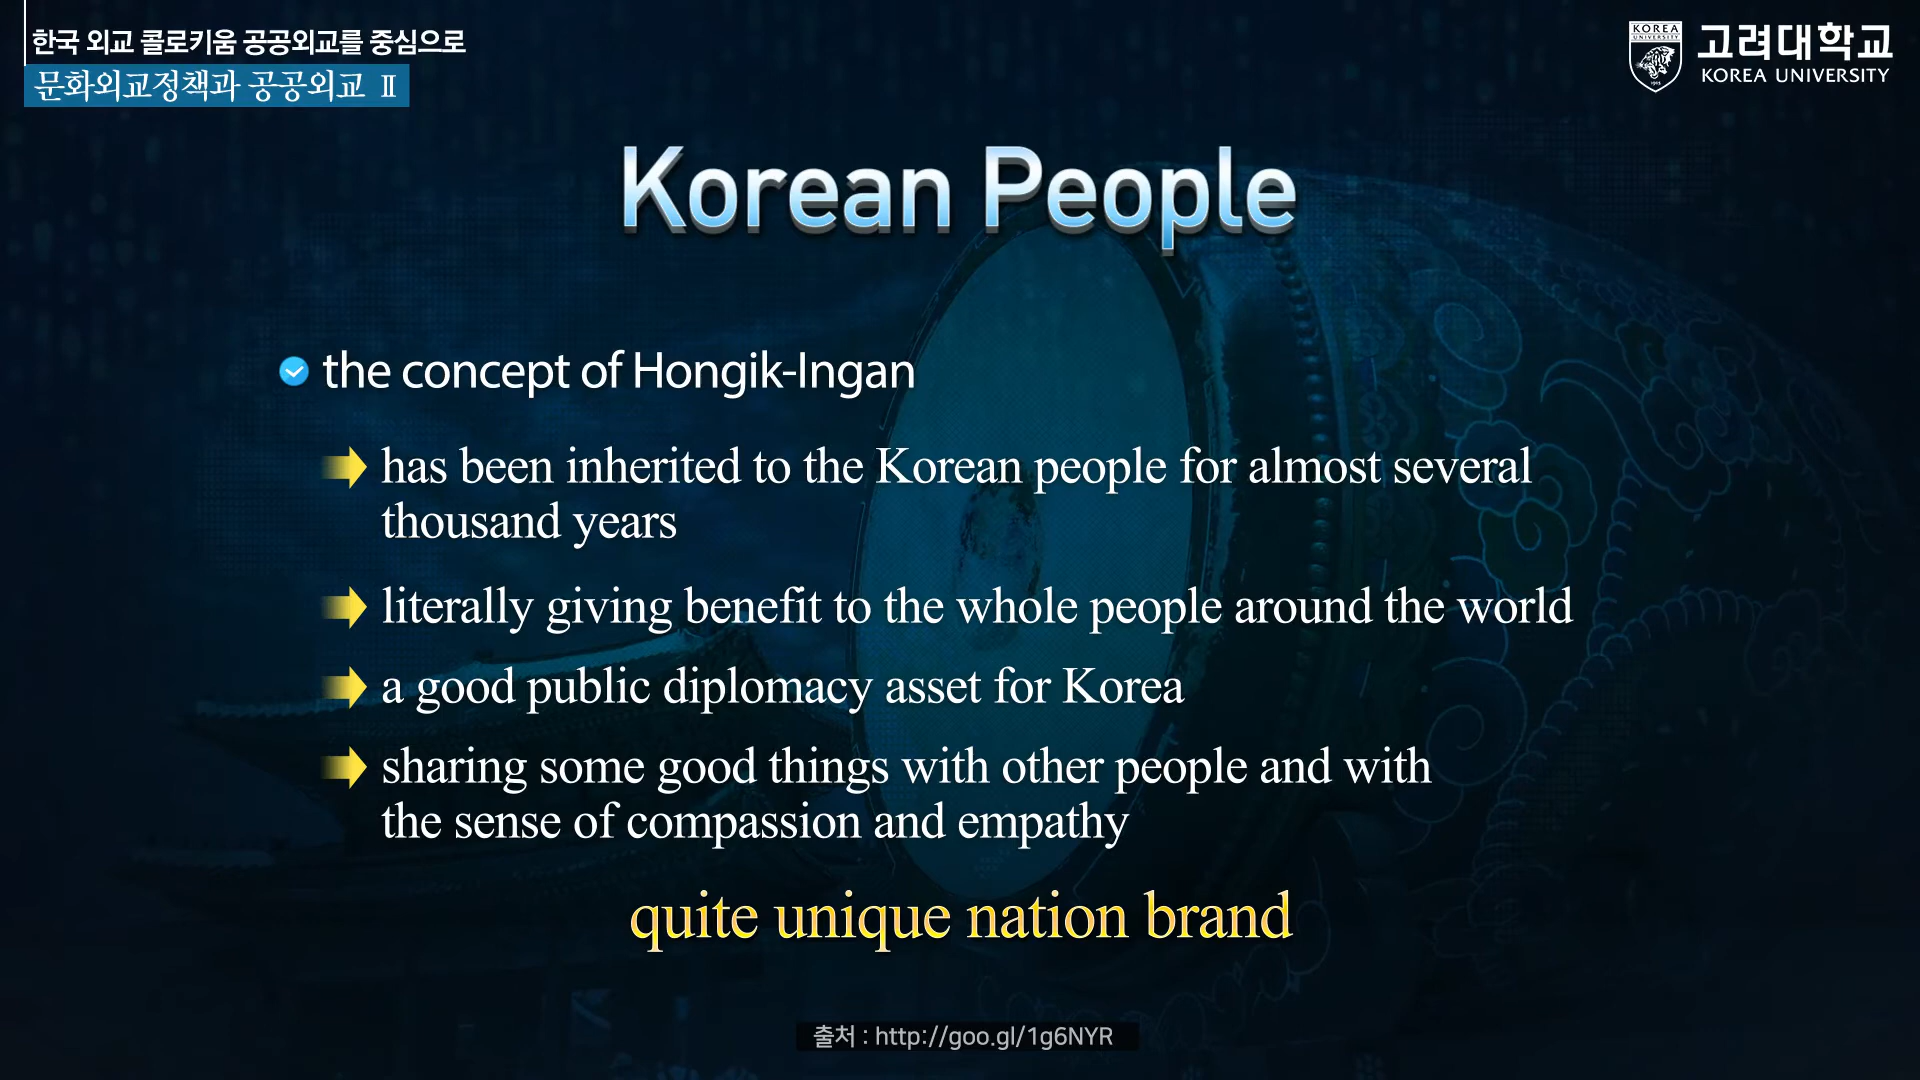 한국 외교 콜로키움 공공외교를 중심으로
문화외교정책과 공공외교 Ⅱ
KOREA
UNIVERSITY
1905
고려대학교
KOREA UNIVERSITY
Korean People
the concept of Hongik-Ingan
has been inherited to the Korean people for almost several
thousand years
literally giving benefit to the whole people around the world
a good public diplomacy asset for Korea
sharing some good things with other people and with
the sense of compassion and empathy
quite unique nation brand
출처 : http://goo.gl/1g6NYR